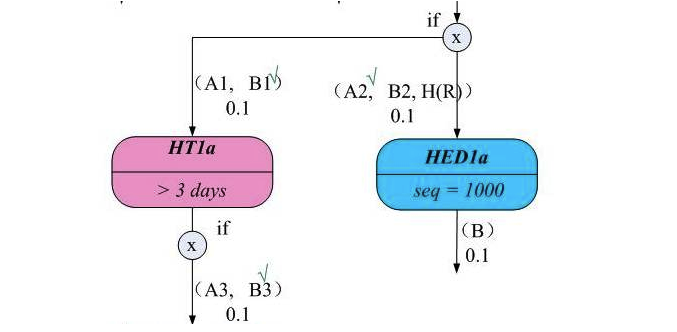 if
x
(A1, B1)
0.1
(A2, B2, H(R))
0.1
HT1a
> 3 days
HED1a
seq = 1000
if
x
(B)
0.1
(A3, B3)
0.1